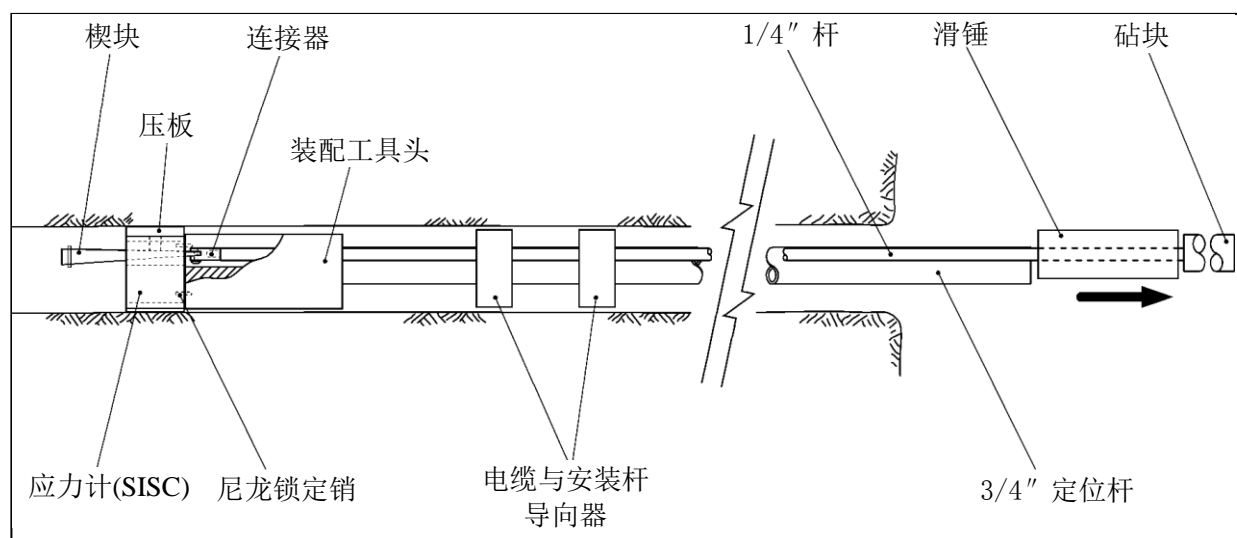 楔块
连接器
1/4″ 杆
滑锤
砧块
压板
装配工具头
应力计(SISC)
尼龙锁定销
电缆与安装杆
导向器
3/4″ 定位杆